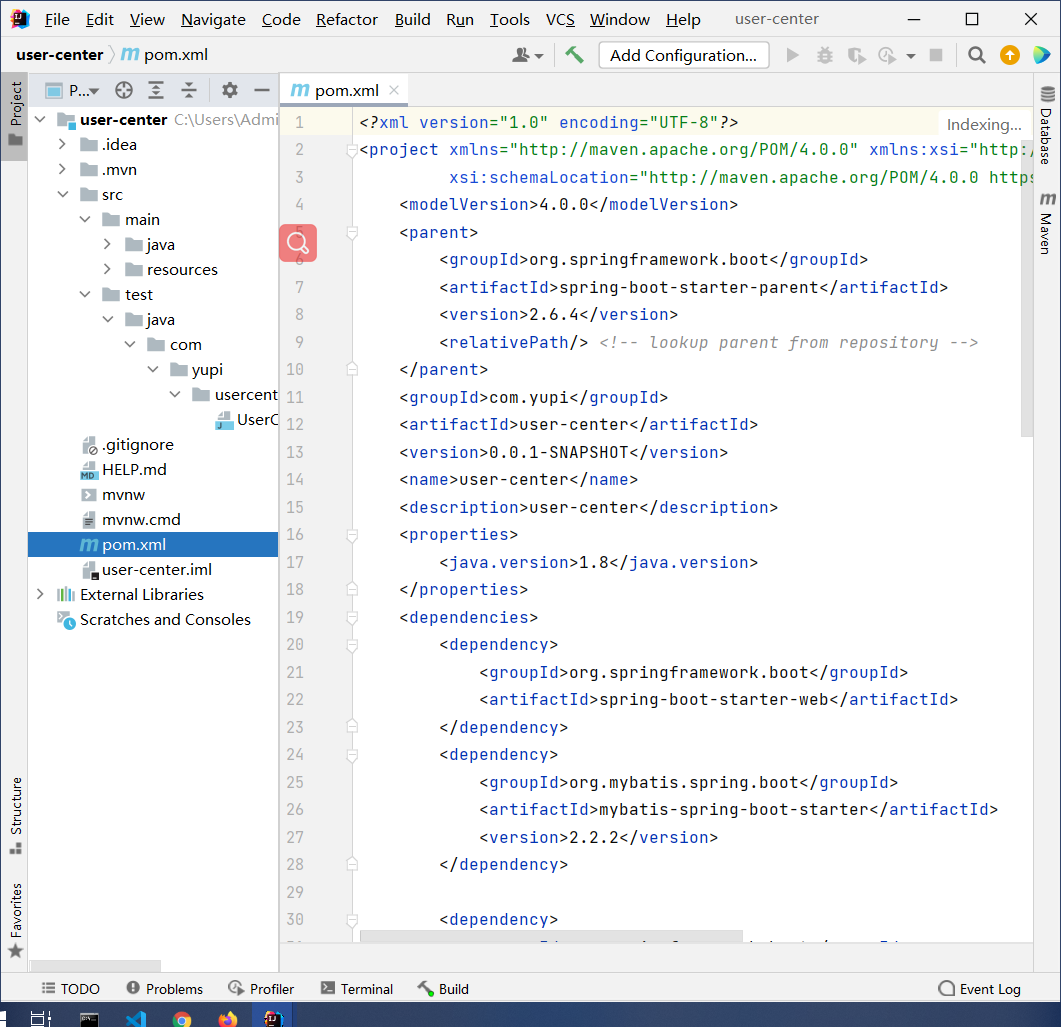 File Edit View Navigate Code Refactor Build Run Tools VCS Window Help user-center
user-center pom.xml Add Configuration...
Project
P... pom.xml
user-center C:\Users\Admi
.idea
.mvn
src
main
java
resources
test
java
com
yupi
usercent
UserC
.gitignore
HELP.md
mvnw
mvnw.cmd
pom.xml
user-center.iml
External Libraries
Scratches and Consoles
Structure
Favorites
Indexing...
1 <?xml version="1.0" encoding="UTF-8"?>
2 <project xmlns="http://maven.apache.org/POM/4.0.0" xmlns:xsi="http:/
3 xsi:schemaLocation="http://maven.apache.org/POM/4.0.0 https
4 <modelVersion>4.0.0</modelVersion>
5 <parent>
6 <groupId>org.springframework.boot</groupId>
7 <artifactId>spring-boot-starter-parent</artifactId>
8 <version>2.6.4</version>
9 <relativePath/> <!-- lookup parent from repository -->
10 </parent>
11 <groupId>com.yupi</groupId>
12 <artifactId>user-center</artifactId>
13 <version>0.0.1-SNAPSHOT</version>
14 <name>user-center</name>
15 <description>user-center</description>
16 <properties>
17 <java.version>1.8</java.version>
18 </properties>
19 <dependencies>
20 <dependency>
21 <groupId>org.springframework.boot</groupId>
22 <artifactId>spring-boot-starter-web</artifactId>
23 </dependency>
24 <dependency>
25 <groupId>org.mybatis.spring.boot</groupId>
26 <artifactId>mybatis-spring-boot-starter</artifactId>
27 <version>2.2.2</version>
28 </dependency>
29
30 <dependency>
Database
Maven
TODO Problems Profiler Terminal Build Event Log